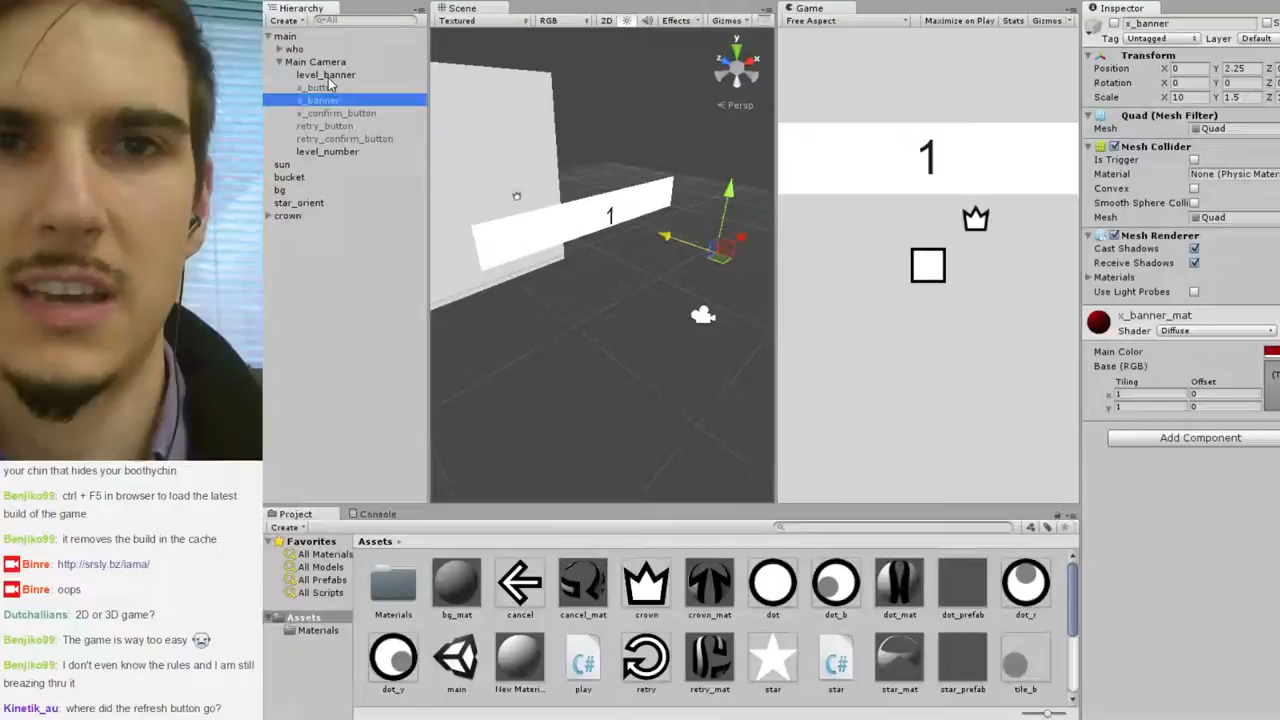 Hierarchy
Create
All
main
who
Main Camera
level_banner
x_button
x_banner
x_confirm_button
retry_button
retry_confirm_button
level_number
sun
bucket
bg
star_orient
crown
Scene
Textured RGB 2D Effects Gizmos
y
z x
Persp
1
Game
Free Aspect Maximize on Play Stats Gizmos
1
Inspector
x_banner
Tag Untagged Layer Default
Transform
Position X 0 Y 2.25 Z
Rotation X 0 Y 0 Z
Scale X 10 Y 1.5 Z
Quad (Mesh Filter)
Mesh Quad
Mesh Collider
Is Trigger
Material None (Physic Mater
Convex
Smooth Sphere Colli
Mesh Quad
Mesh Renderer
Cast Shadows
Receive Shadows
Materials
Use Light Probes
x_banner_mat
Shader Diffuse
Main Color
Base (RGB)
Tiling Offset
x 1 0
y 1 0
Add Component
your chin that hides your boothychin
Benjiko99: ctrl + F5 in browser to load the latest
build of the game
Benjiko99: it removes the build in the cache
Binre: http://srsly.bz/iama/
Binre: oops
Dutchallians: 2D or 3D game?
Benjiko99: The game is way too easy
Benjiko99: I don't even know the rules and I am still
breazing thru it
Kinetik_au: where did the refresh button go?
Project Console
Create
Favorites
All Materials
All Models
All Prefabs
All Scripts
Assets
Materials
Assets
Materials bg_mat cancel cancel_mat crown crown_mat dot dot_b dot_mat dot_prefab dot_r
C# C#
dot_y main New Materi... play retry retry_mat star star star_mat star_prefab tile_b